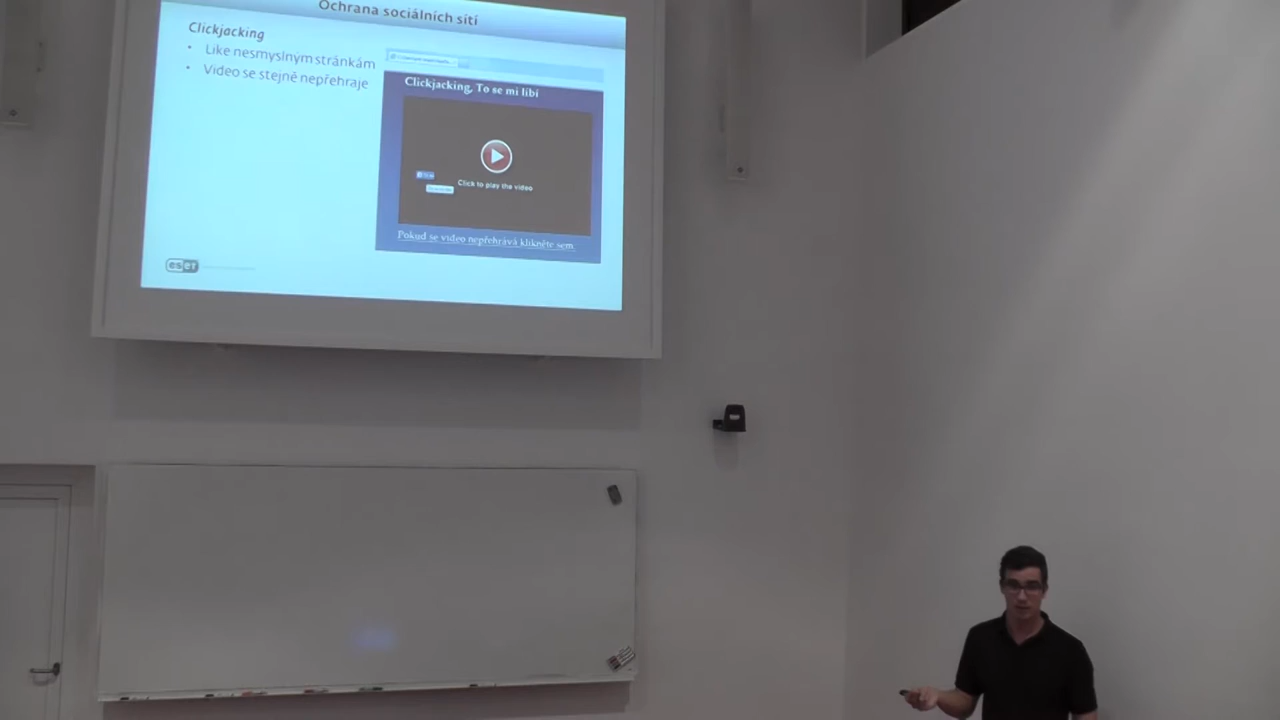 Ochrana sociálních sítí
Clickjacking
• Like nesmyslným stránkám
• Video se stejně nepřehraje
Clickjacking, To se mi líbí
Click to play the video
Pokud se video nepřehrává klikněte sem.
eset